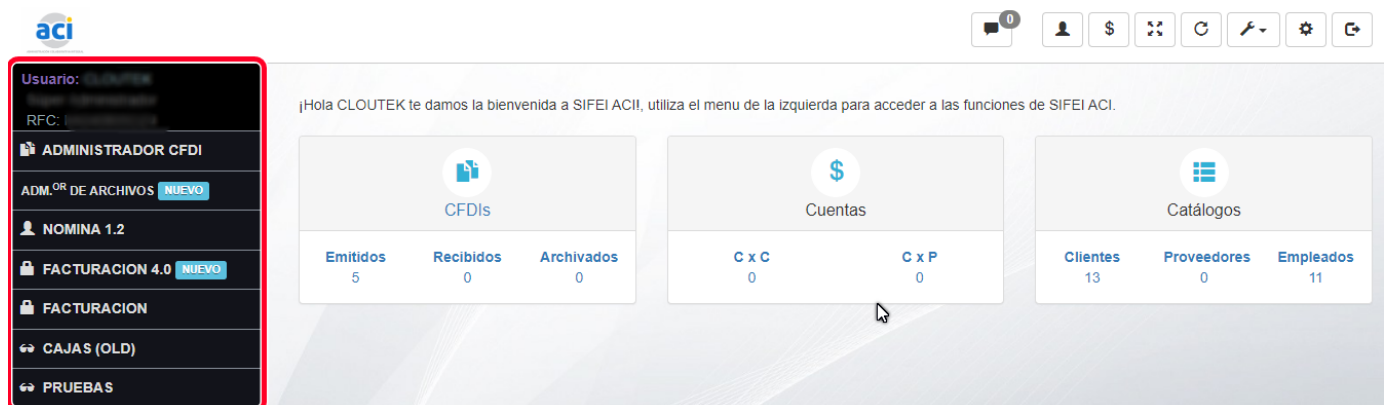 aci
0
$
Usuario: CLOUTEK
RFC:
¡Hola CLOUTEK te damos la bienvenida a SIFEI ACI!, utiliza el menu de la izquierda para acceder a las funciones de SIFEI ACI.
ADMINISTRADOR CFDI
ADM.OR DE ARCHIVOS NUEVO
NOMINA 1.2
FACTURACION 4.0 NUEVO
FACTURACION
CAJAS (OLD)
PRUEBAS
CFDIs
Emitidos Recibidos Archivados
5 0 0
$
Cuentas
C x C C x P
0 0
Catálogos
Clientes Proveedores Empleados
13 0 11